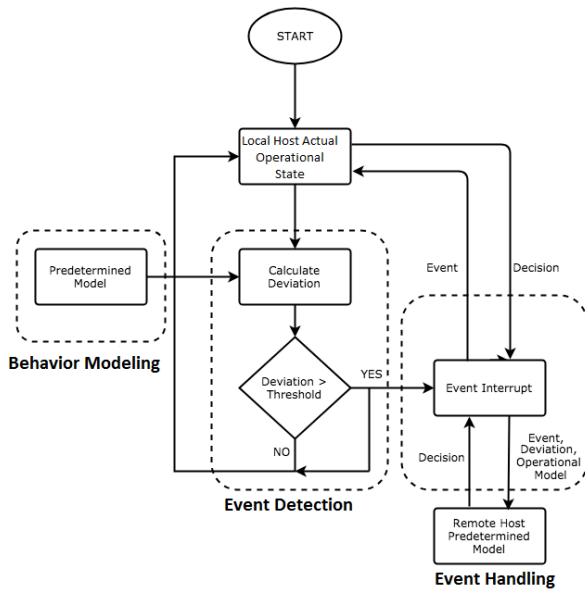 START
Local Host Actual
Operational
State
Predetermined
Model
Calculate
Deviation
Event
Decision
Behavior Modeling
Deviation >
Threshold
YES
Event Interrupt
NO
Decision
Event,
Deviation,
Operational
Model
Event Detection
Remote Host
Predetermined
Model
Event Handling